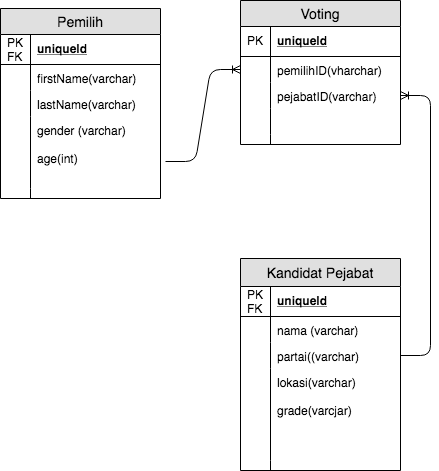 Pemilih
PK
FK
uniqueId
firstName(varchar)
lastName(varchar)
gender (varchar)
age(int)
Voting
PK
uniqueId
pemilihID(vharchar)
pejabatID(varchar)
Kandidat Pejabat
PK
FK
uniqueId
nama (varchar)
partai((varchar)
lokasi(varchar)
grade(varcjar)